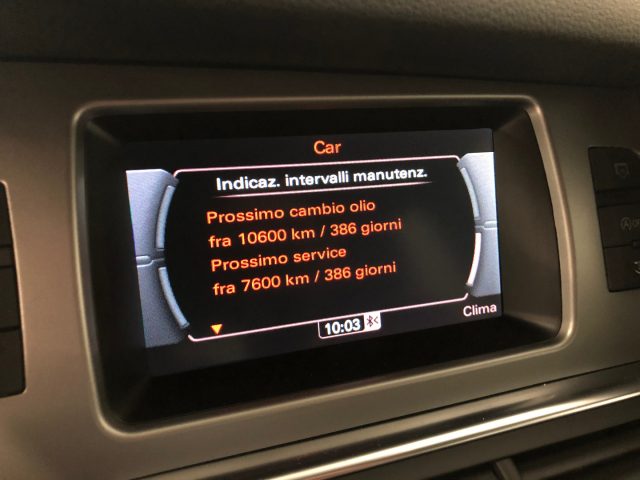 Car
Indicaz. intervalli manutenz.
Prossimo cambio olio
fra 10600 km / 386 giorni
Prossimo service
fra 7600 km / 386 giorni
10:03
Clima